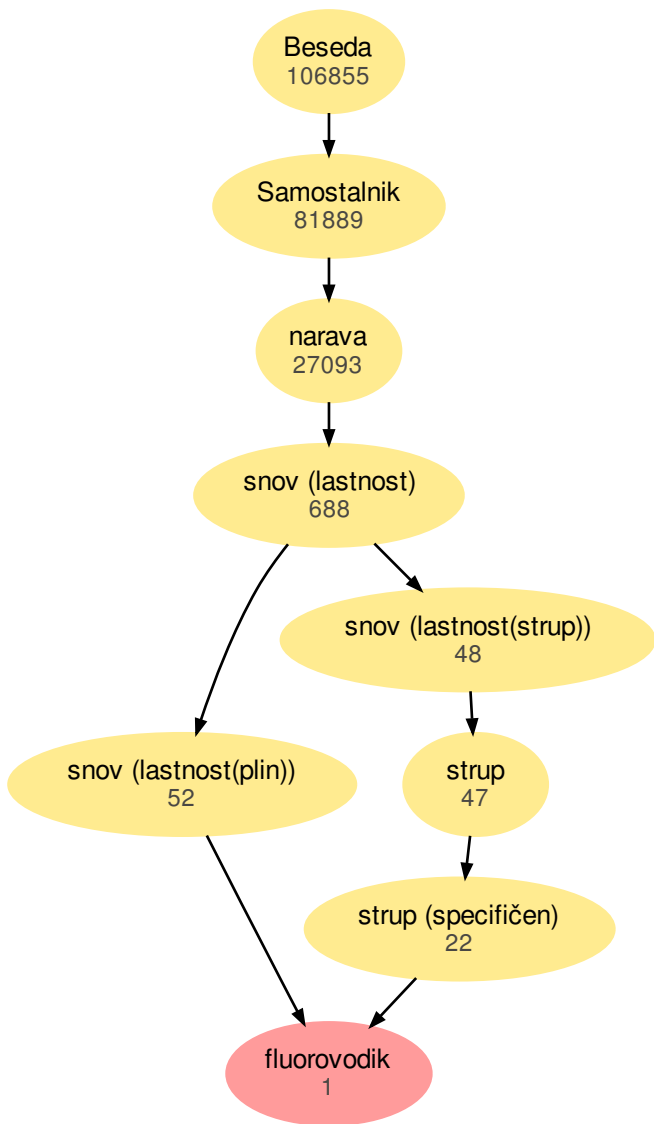 Beseda
106855
Samostalnik
81889
narava
27093
snov (lastnost)
688
snov (lastnost(strup))
48
snov (lastnost(plin))
52
strup
47
strup (specifičen)
22
fluorovodik
1